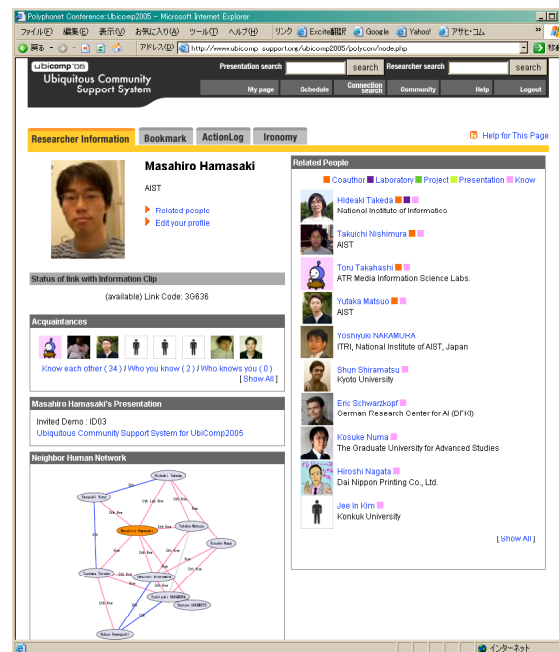 Polyphonet Conference:Ubicomp2005 - Microsoft Internet Explorer
ファイル(F) 編集(E) 表示(V) お気に入り(A) ツール(T) ヘルプ(H) リンク Excite翻訳 Google Yahoo! アサヒ・コム
戻る アドレス(D) http://www.ubicomp-support.org/ubicomp2005/polycon/node.php 移動
ubicomp'05
Ubiquitous Community
Support System
Presentation search search Researcher search search
My page Schedule Connection search Community Help Logout
Researcher Information Bookmark ActionLog Ironomy Help for This Page
Masahiro Hamasaki
AIST
Related people
Edit your profile
Status of link with Information Clip
(available) Link Code: 3G636
Acquaintances
Know each other ( 34 ) / Who you know ( 2 ) / Who knows you ( 0 )
[ Show All ]
Masahiro Hamasaki's Presentation
Invited Demo : ID03
Ubiquitous Community Support System for UbiComp2005
Neighbor Human Network
Hideaki Takeda
Masahiro Hamasaki
Yutaka Matsuo
Kosuke Numa
Yoshiyuki NAKAMURA
Related People
Coauthor Laboratory Project Presentation Know
Hideaki Takeda
National Institute of Informatics
Takuichi Nishimura
AIST
Toru Takahashi
ATR Media Information Science Labs.
Yutaka Matsuo
AIST
Yoshiyuki NAKAMURA
ITRI, National Institute of AIST, Japan
Shun Shiramatsu
Kyoto University
Eric Schwarzkopf
German Research Center for AI (DFKI)
Kosuke Numa
The Graduate University for Advanced Studies
Hiroshi Nagata
Dai Nippon Printing Co., Ltd.
Jee In Kim
Konkuk University
[ Show All ]
インターネット